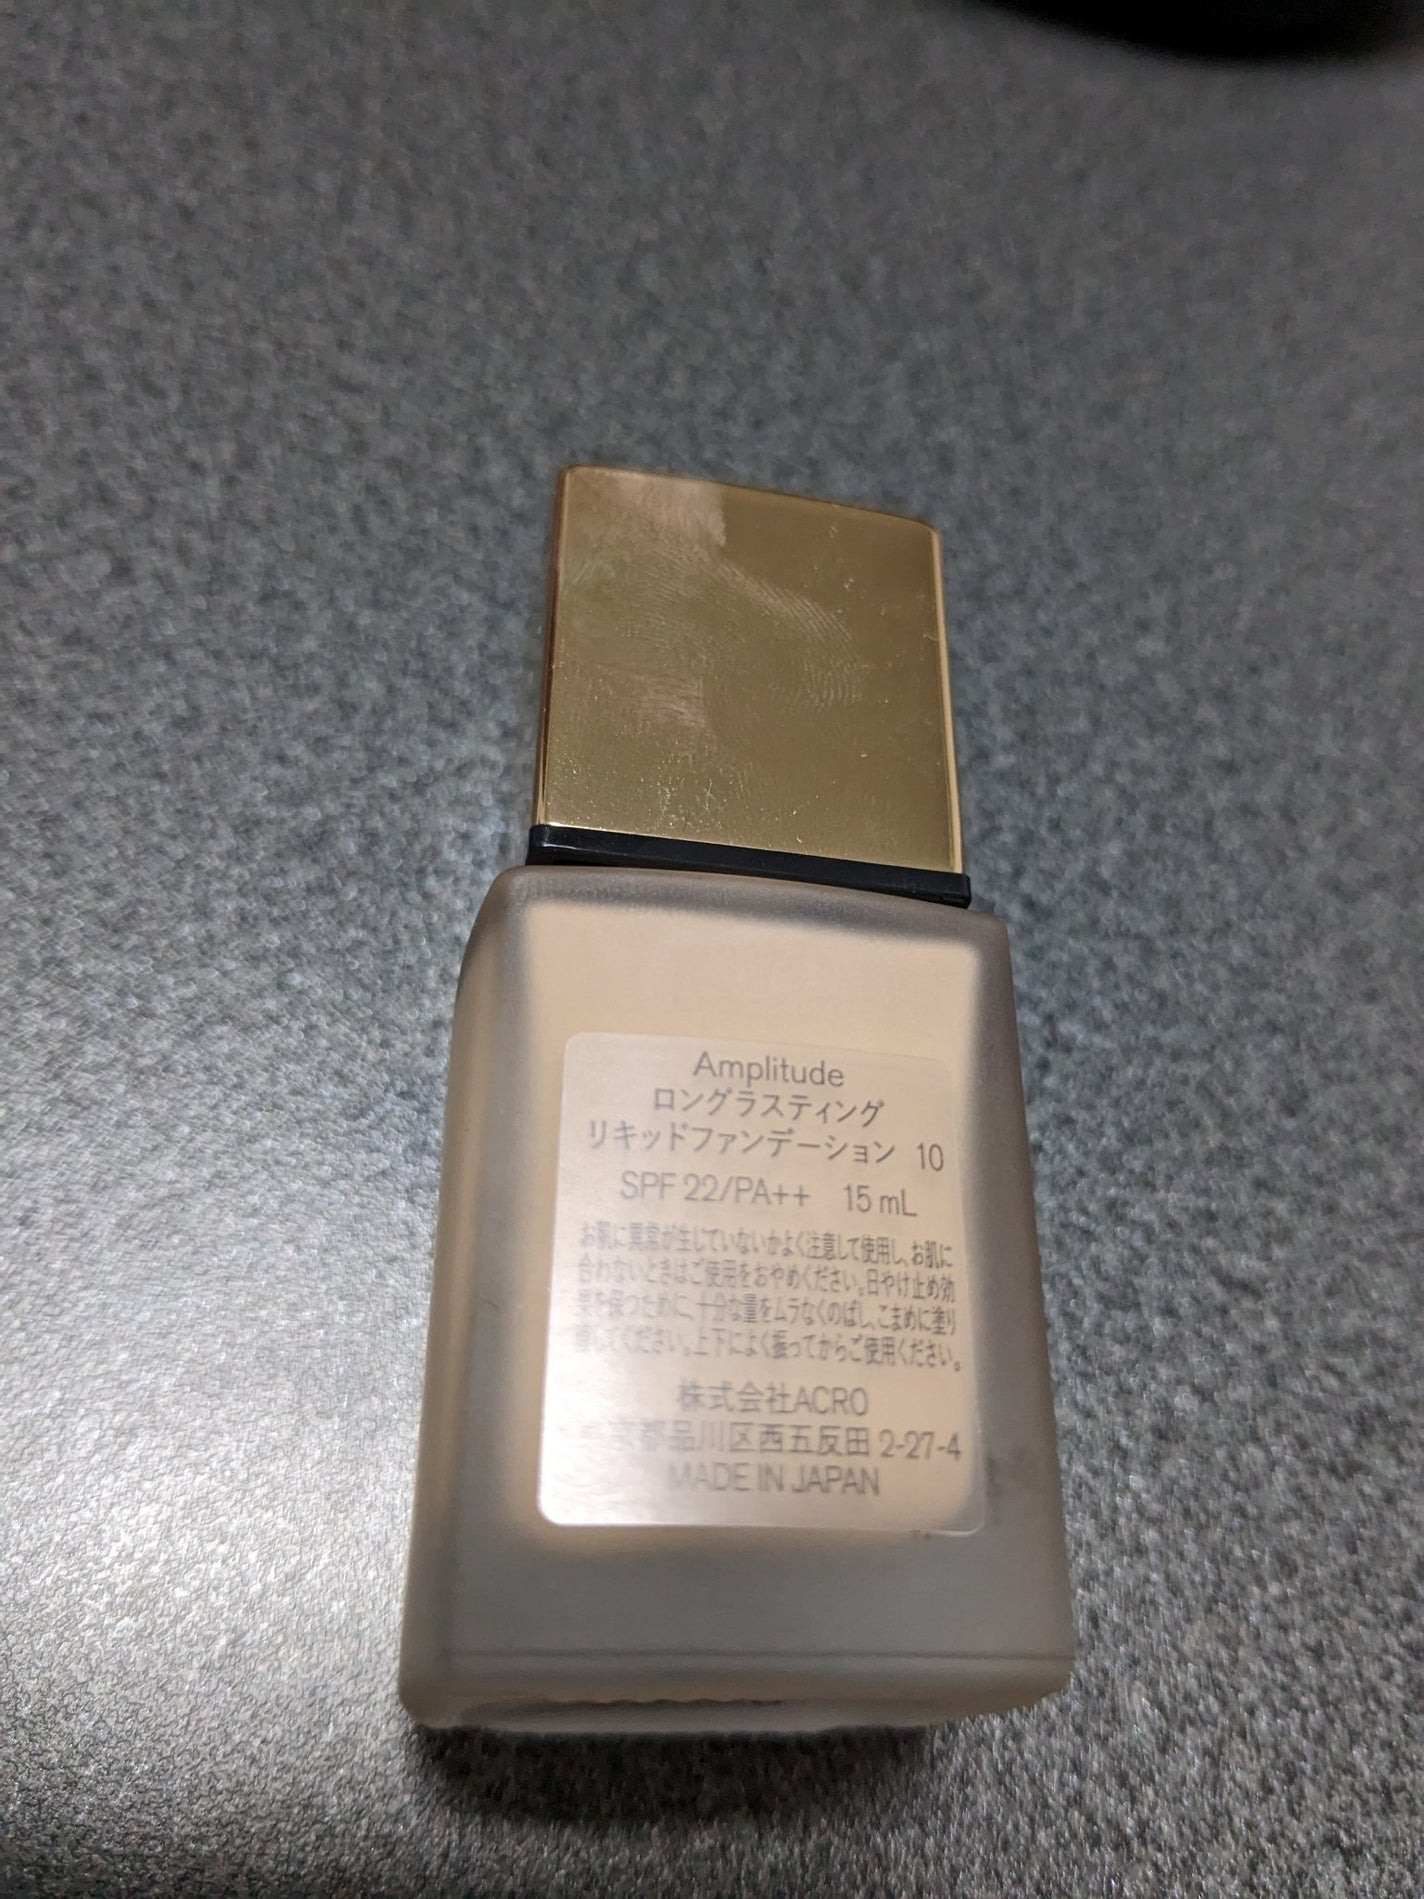 Amplitude
ロングラスティング
リキッドファンデーション 10
SPF 22/PA++ 15 mL
お肌に異常が生じていないかよく注意して使用し、お肌に
合わないときはご使用をおやめください。日やけ止め効
果を保つために、十分な量をムラなくのばし、こまめに塗り
直してください。上下によく振ってからご使用ください。
株式会社ACRO
東京都品川区西五反田 2-27-4
MADE IN JAPAN